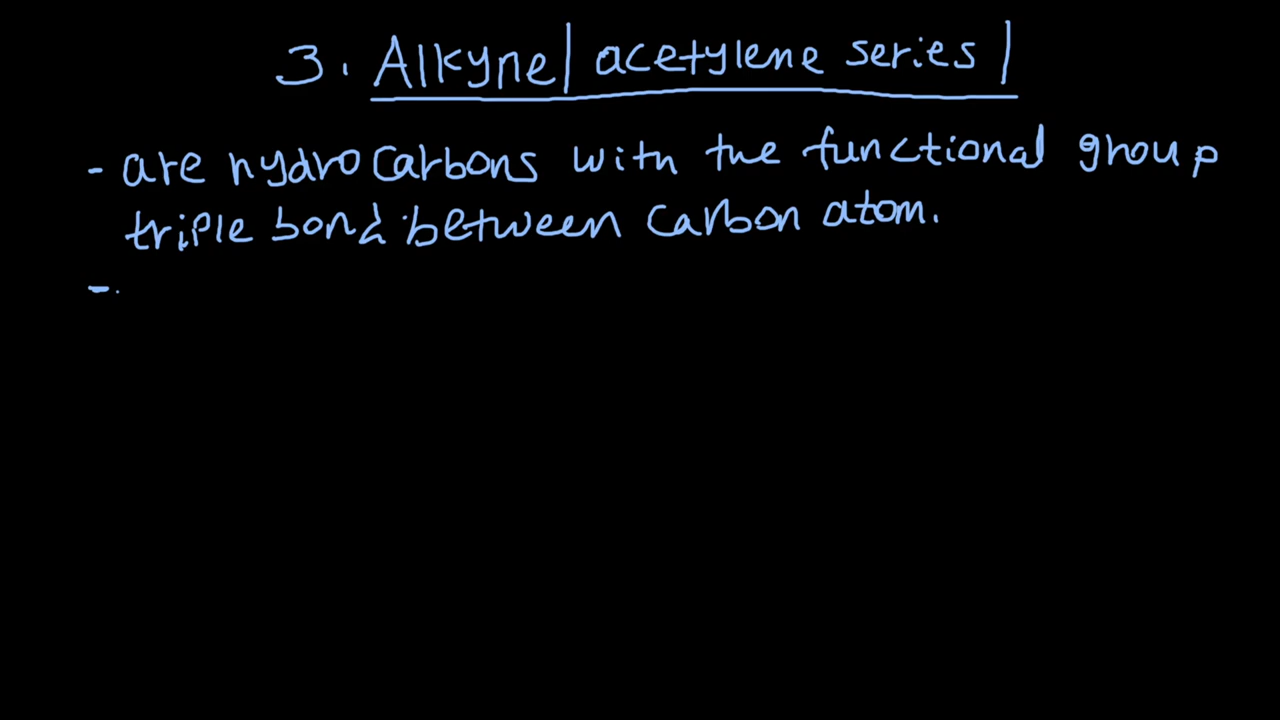 3. Alkyne| acetylene series |
- are hydrocarbons with the functional group
triple bond between carbon atom.
-